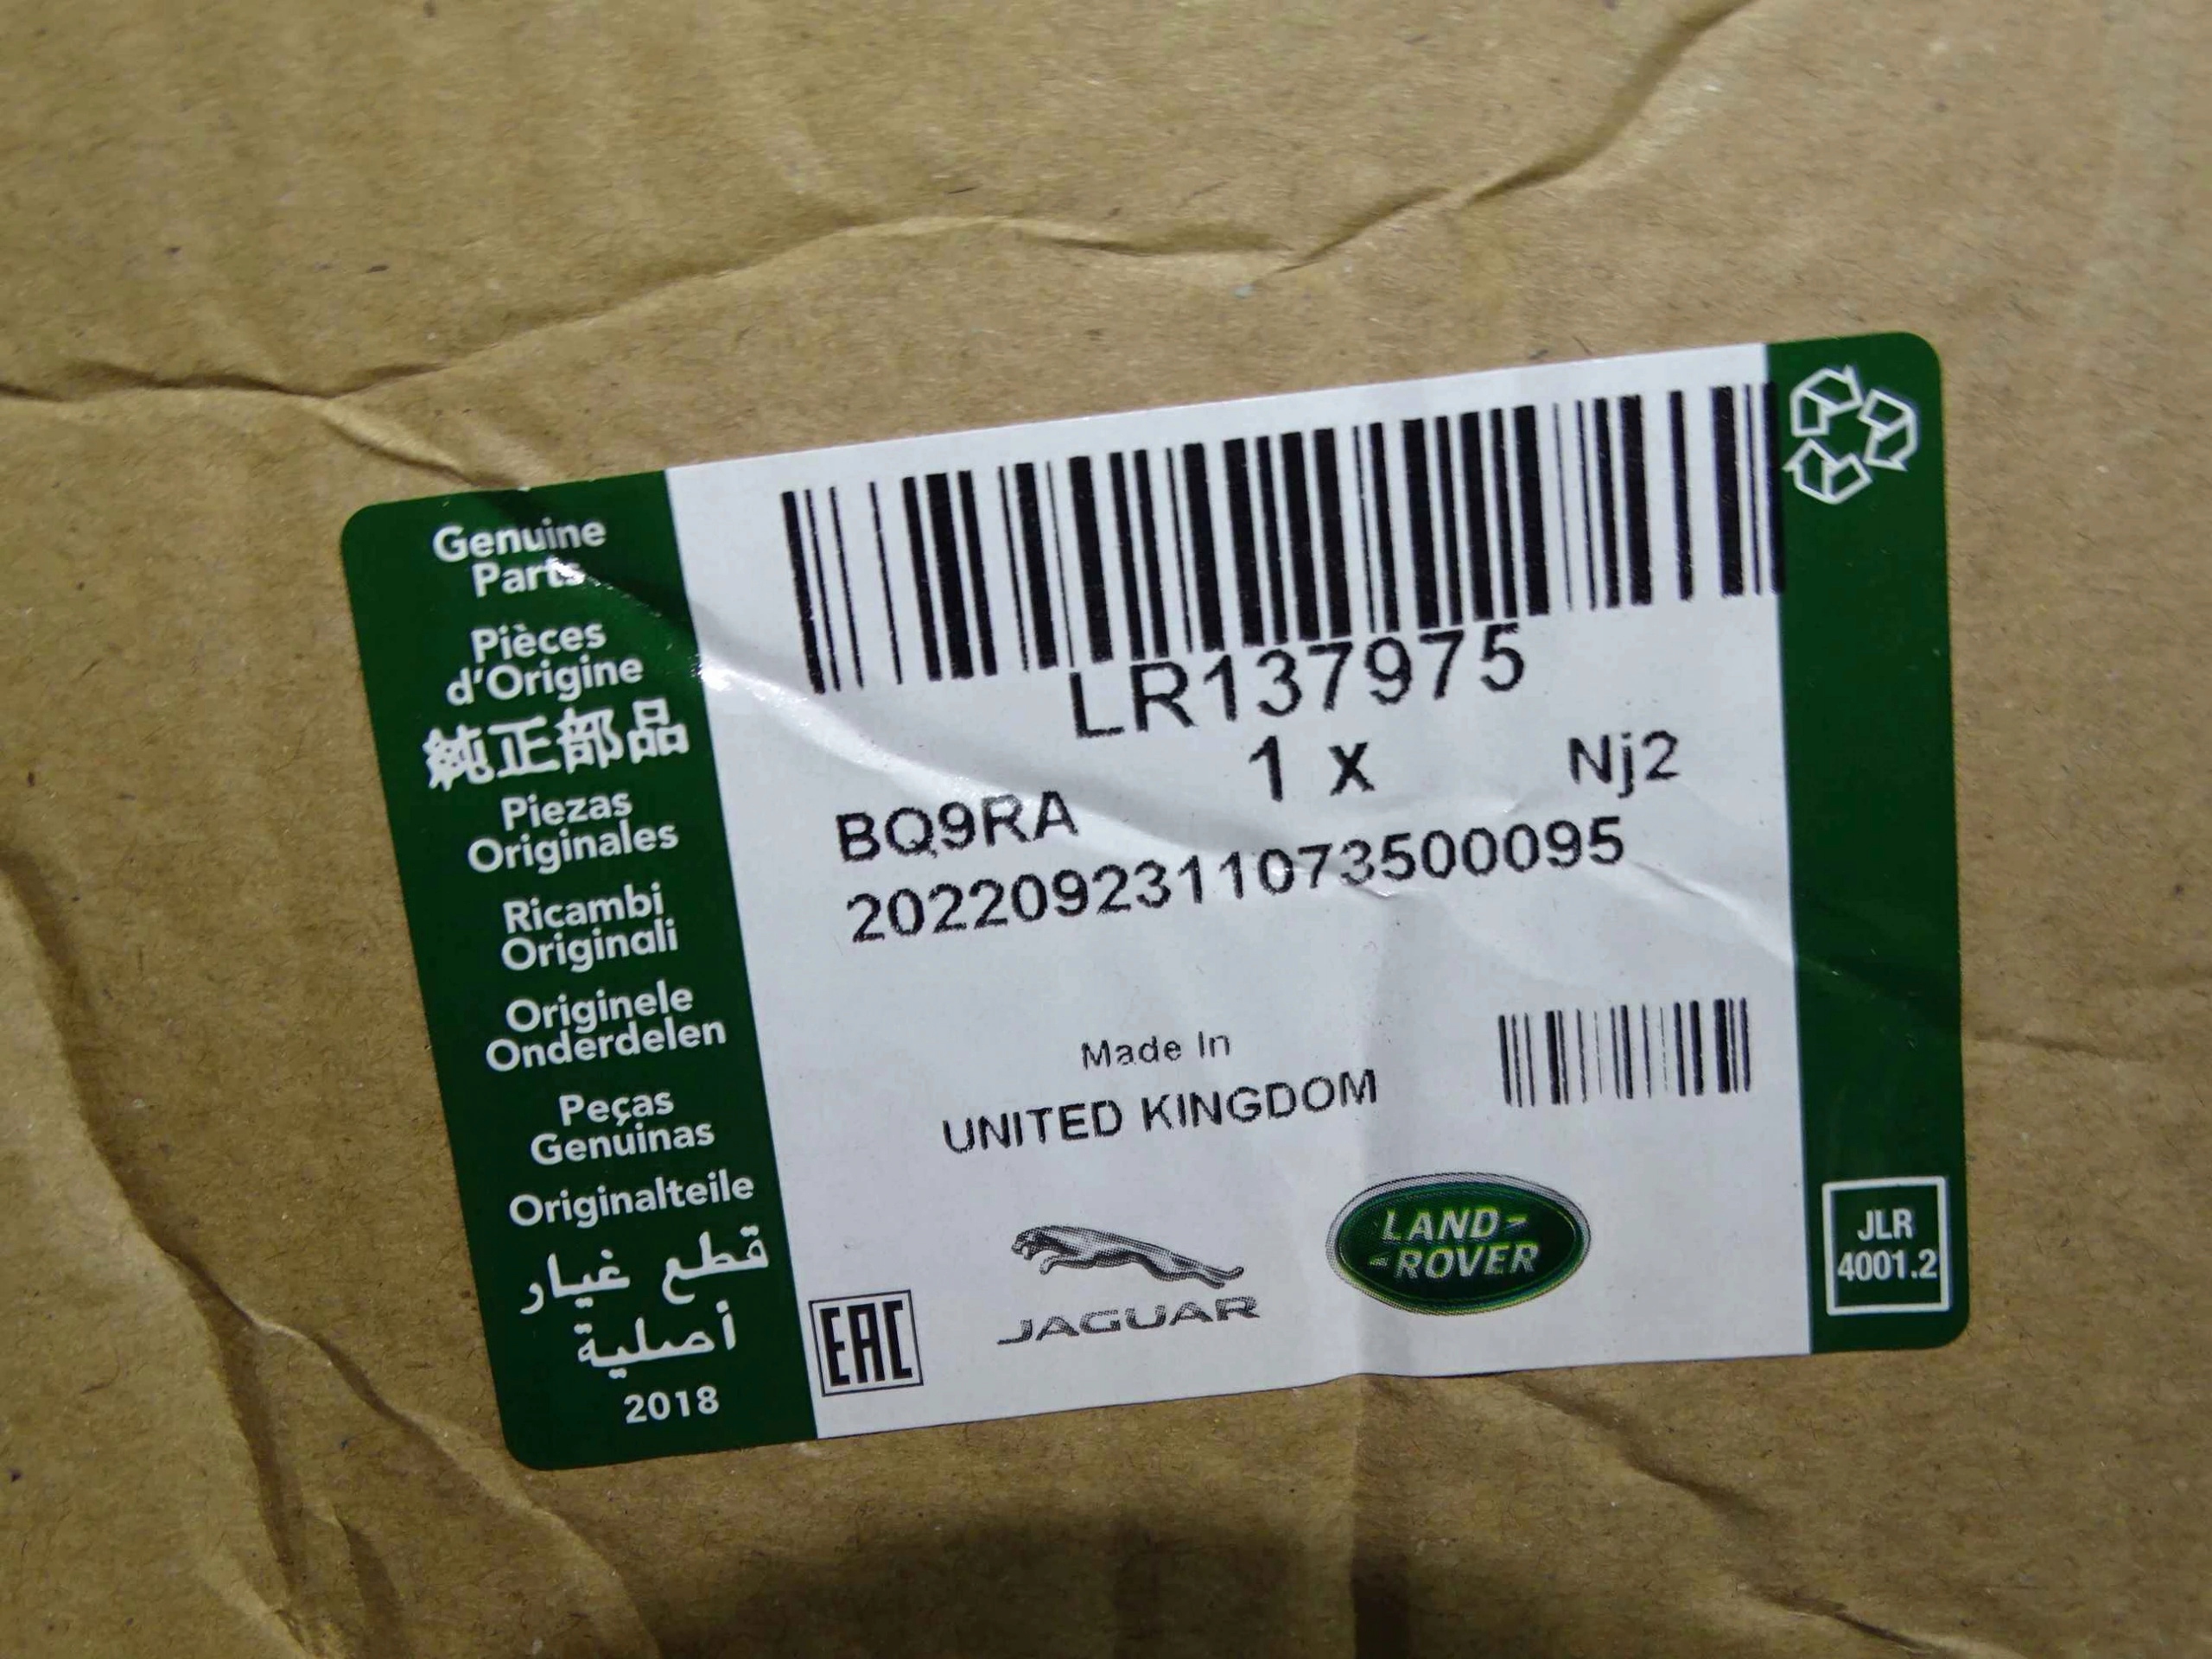 Genuine
Parts
Pièces
d'Origine
純正部品
Piezas
Originales
Ricambi
Originali
Originele
Onderdelen
Peças
Genuinas
Originalteile
قطع غيار
أصلية
2018
LR137975
1 x Nj2
BQ9RA
2022092311073500095
Made In
UNITED KINGDOM
EAC
JAGUAR
LAND-
-ROVER
JLR
4001.2